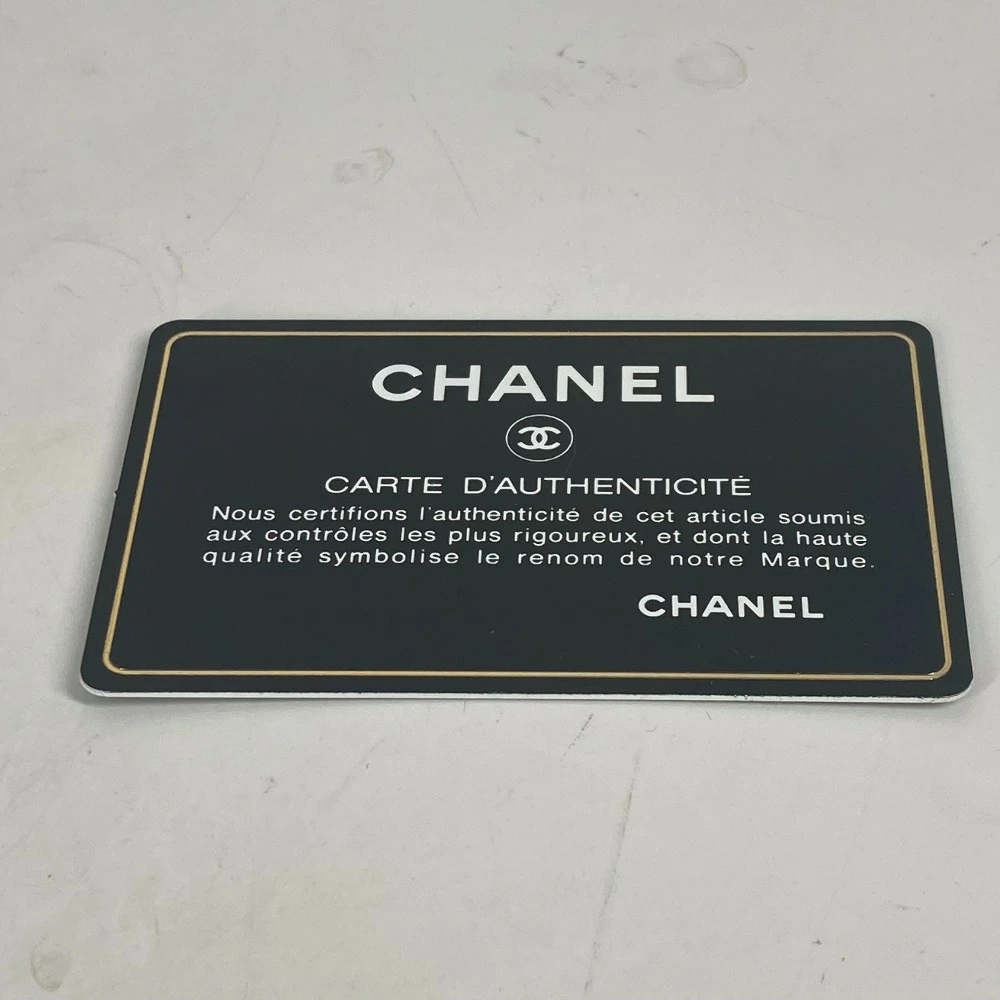 CHANEL
CARTE D'AUTHENTICITÉ
Nous certifions l'authenticité de cet article soumis
aux contrôles les plus rigoureux, et dont la haute
qualité symbolise le renom de notre Marque.
CHANEL